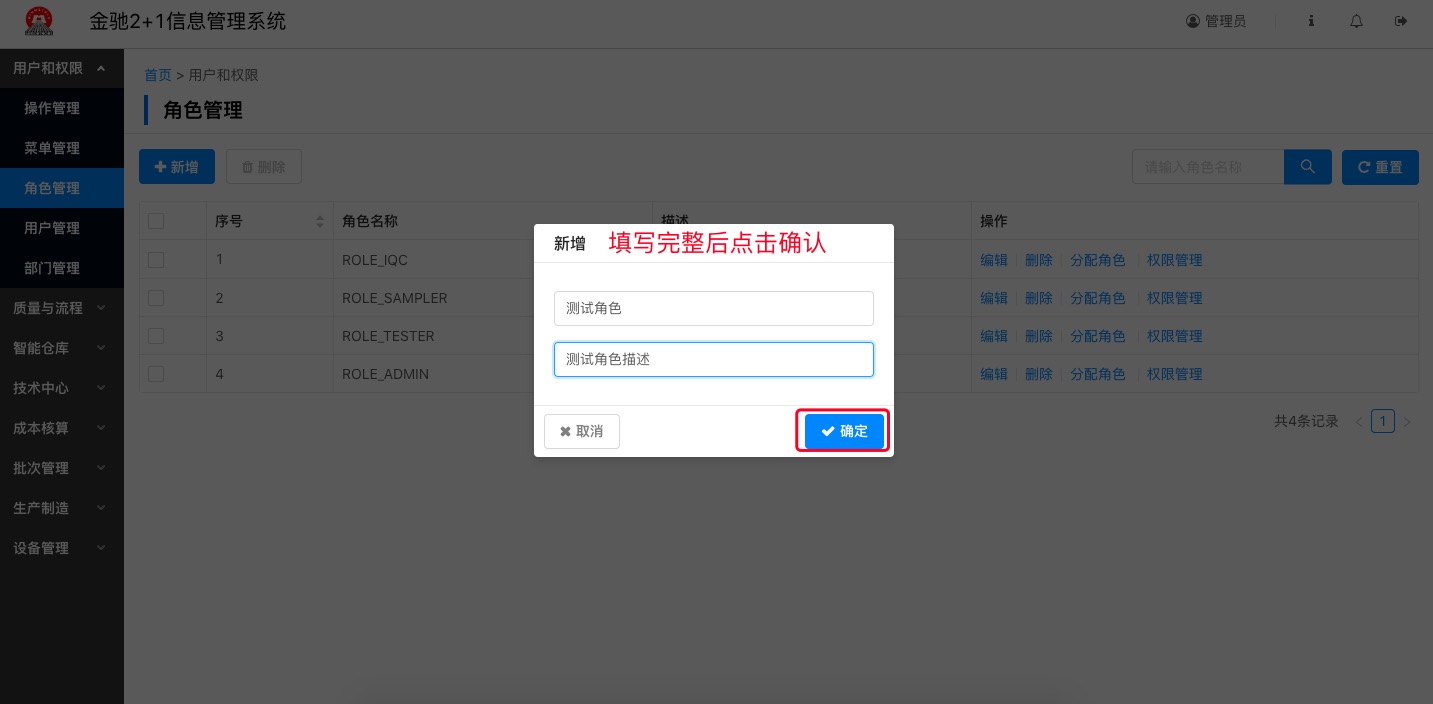 金驰2+1信息管理系统 管理员
用户和权限
操作管理
菜单管理
角色管理
用户管理
部门管理
质量与流程
智能仓库
技术中心
成本核算
批次管理
生产制造
设备管理
首页 > 用户和权限
角色管理
新增 删除 请输入角色名称 重置
序号 角色名称 描述 操作
1 ROLE_IQC 编辑 删除 分配角色 权限管理
2 ROLE_SAMPLER 编辑 删除 分配角色 权限管理
3 ROLE_TESTER 编辑 删除 分配角色 权限管理
4 ROLE_ADMIN 编辑 删除 分配角色 权限管理
共4条记录 < 1 >
新增 填写完整后点击确认
测试角色
测试角色描述
取消 确定